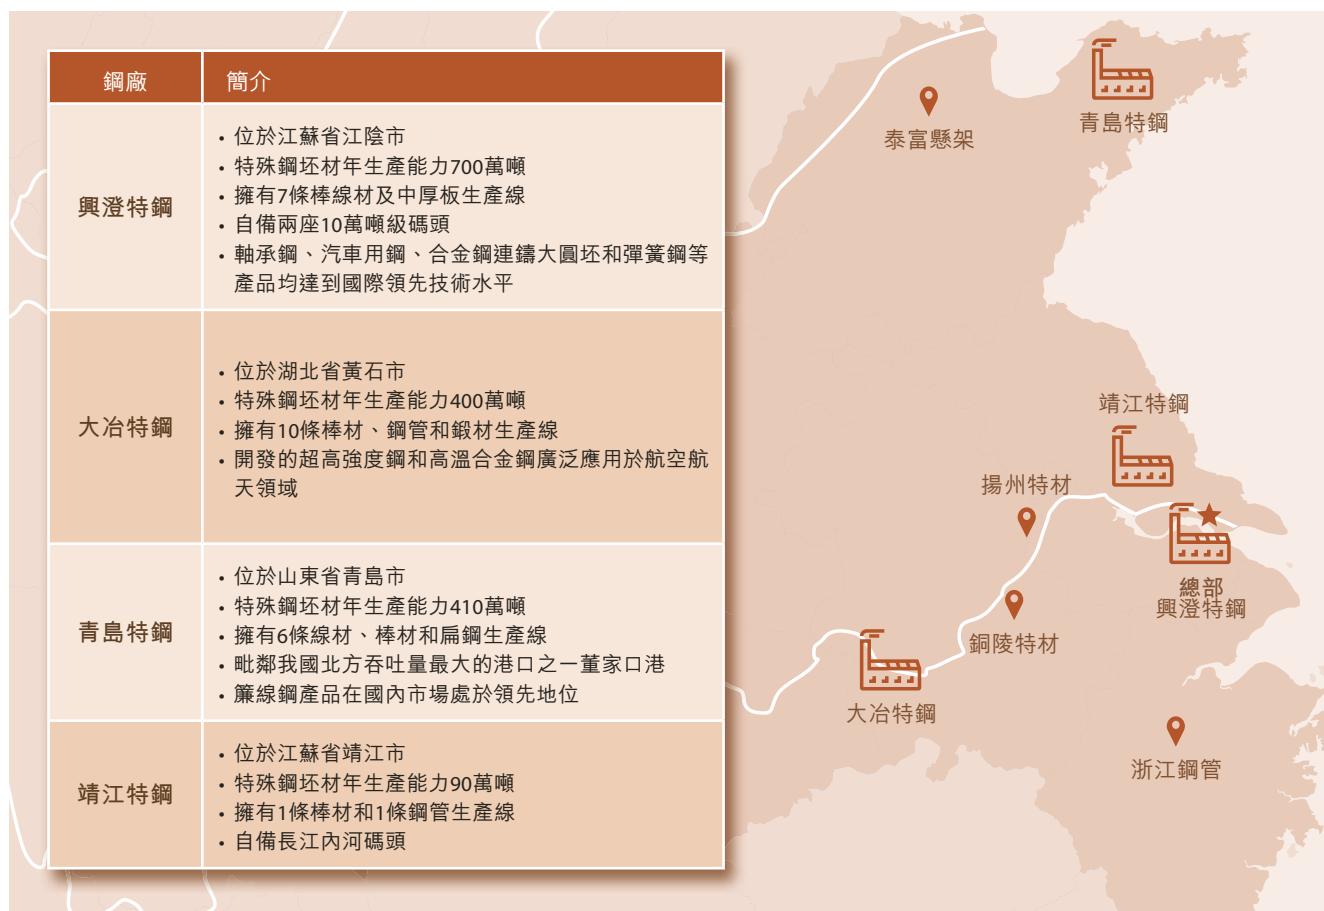 鋼廠
簡介
興澄特鋼
• 位於江蘇省江陰市
• 特殊鋼坯材年生產能力700萬噸
• 擁有7條棒線材及中厚板生產線
• 自備兩座10萬噸級碼頭
• 軸承鋼、汽車用鋼、合金鋼連鑄大圓坯和彈簧鋼等
產品均達到國際領先技術水平
大冶特鋼
• 位於湖北省黃石市
• 特殊鋼坯材年生產能力400萬噸
• 擁有10條棒材、鋼管和鍛材生產線
• 開發的超高強度鋼和高溫合金鋼廣泛應用於航空航
天領域
青島特鋼
• 位於山東省青島市
• 特殊鋼坯材年生產能力410萬噸
• 擁有6條線材、棒材和扁鋼生產線
• 毗鄰我國北方吞吐量最大的港口之一董家口港
• 簾線鋼產品在國內市場處於領先地位
靖江特鋼
• 位於江蘇省靖江市
• 特殊鋼坯材年生產能力90萬噸
• 擁有1條棒材和1條鋼管生產線
• 自備長江內河碼頭
青島特鋼
泰富懸架
靖江特鋼
揚州特材
總部
興澄特鋼
銅陵特材
大冶特鋼
浙江鋼管